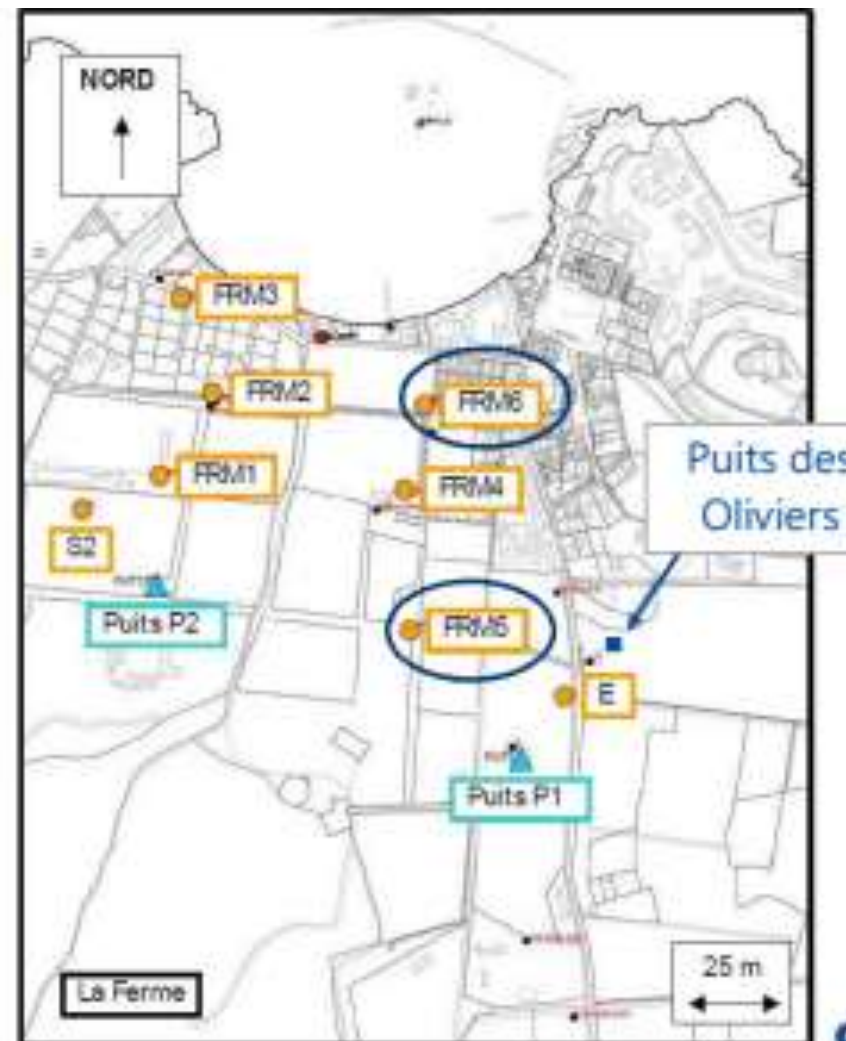 NORD
FRM3
FRM2
FRM6
FRM1
FRM4
Puits des
Oliviers
S2
Puits P2
FRM5
E
Puits P1
La Ferme
25 m